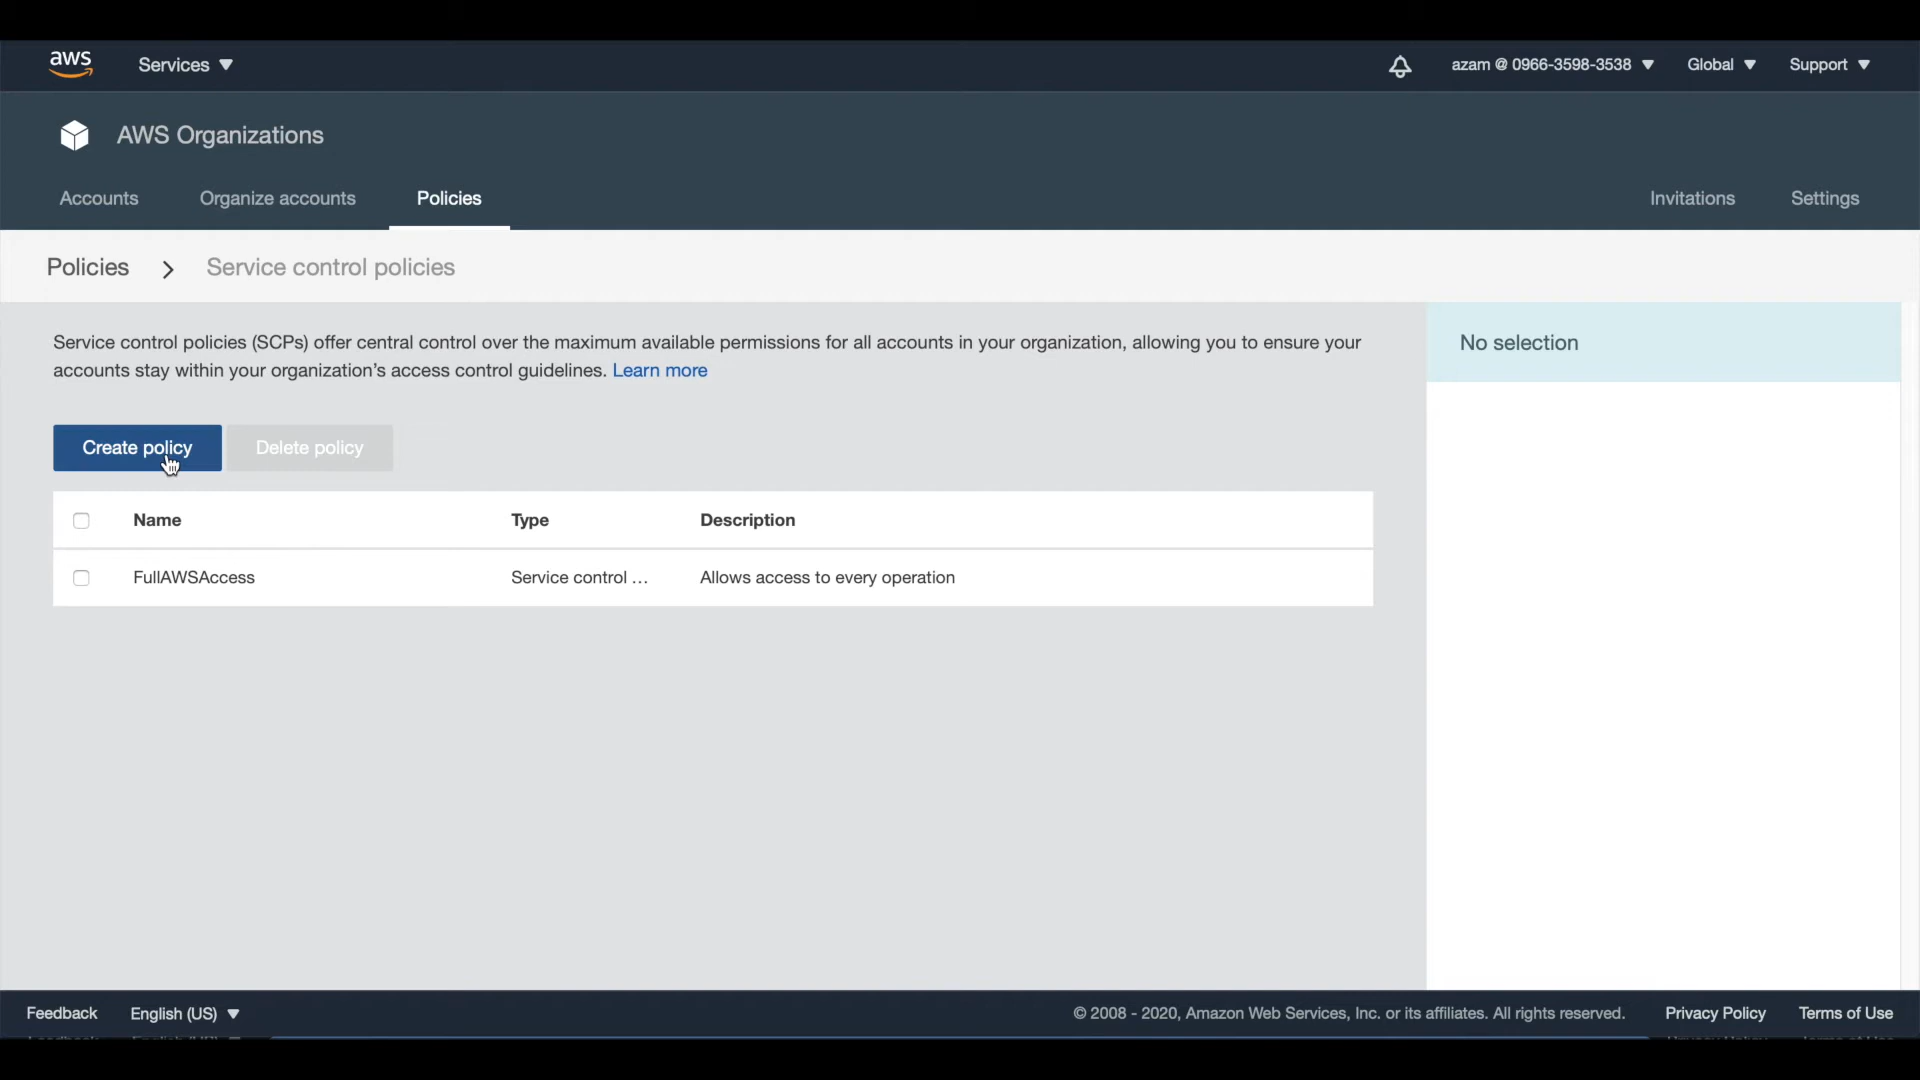 aws
Services
azam @ 0966-3598-3538
Global
Support
AWS Organizations
Accounts
Organize accounts
Policies
Invitations
Settings
Policies > Service control policies
Service control policies (SCPs) offer central control over the maximum available permissions for all accounts in your organization, allowing you to ensure your
accounts stay within your organization's access control guidelines. Learn more
No selection
Create policy
Delete policy
Name
Type
Description
FullAWSAccess
Service control ...
Allows access to every operation
Feedback
English (US)
© 2008 - 2020, Amazon Web Services, Inc. or its affiliates. All rights reserved.
Privacy Policy
Terms of Use